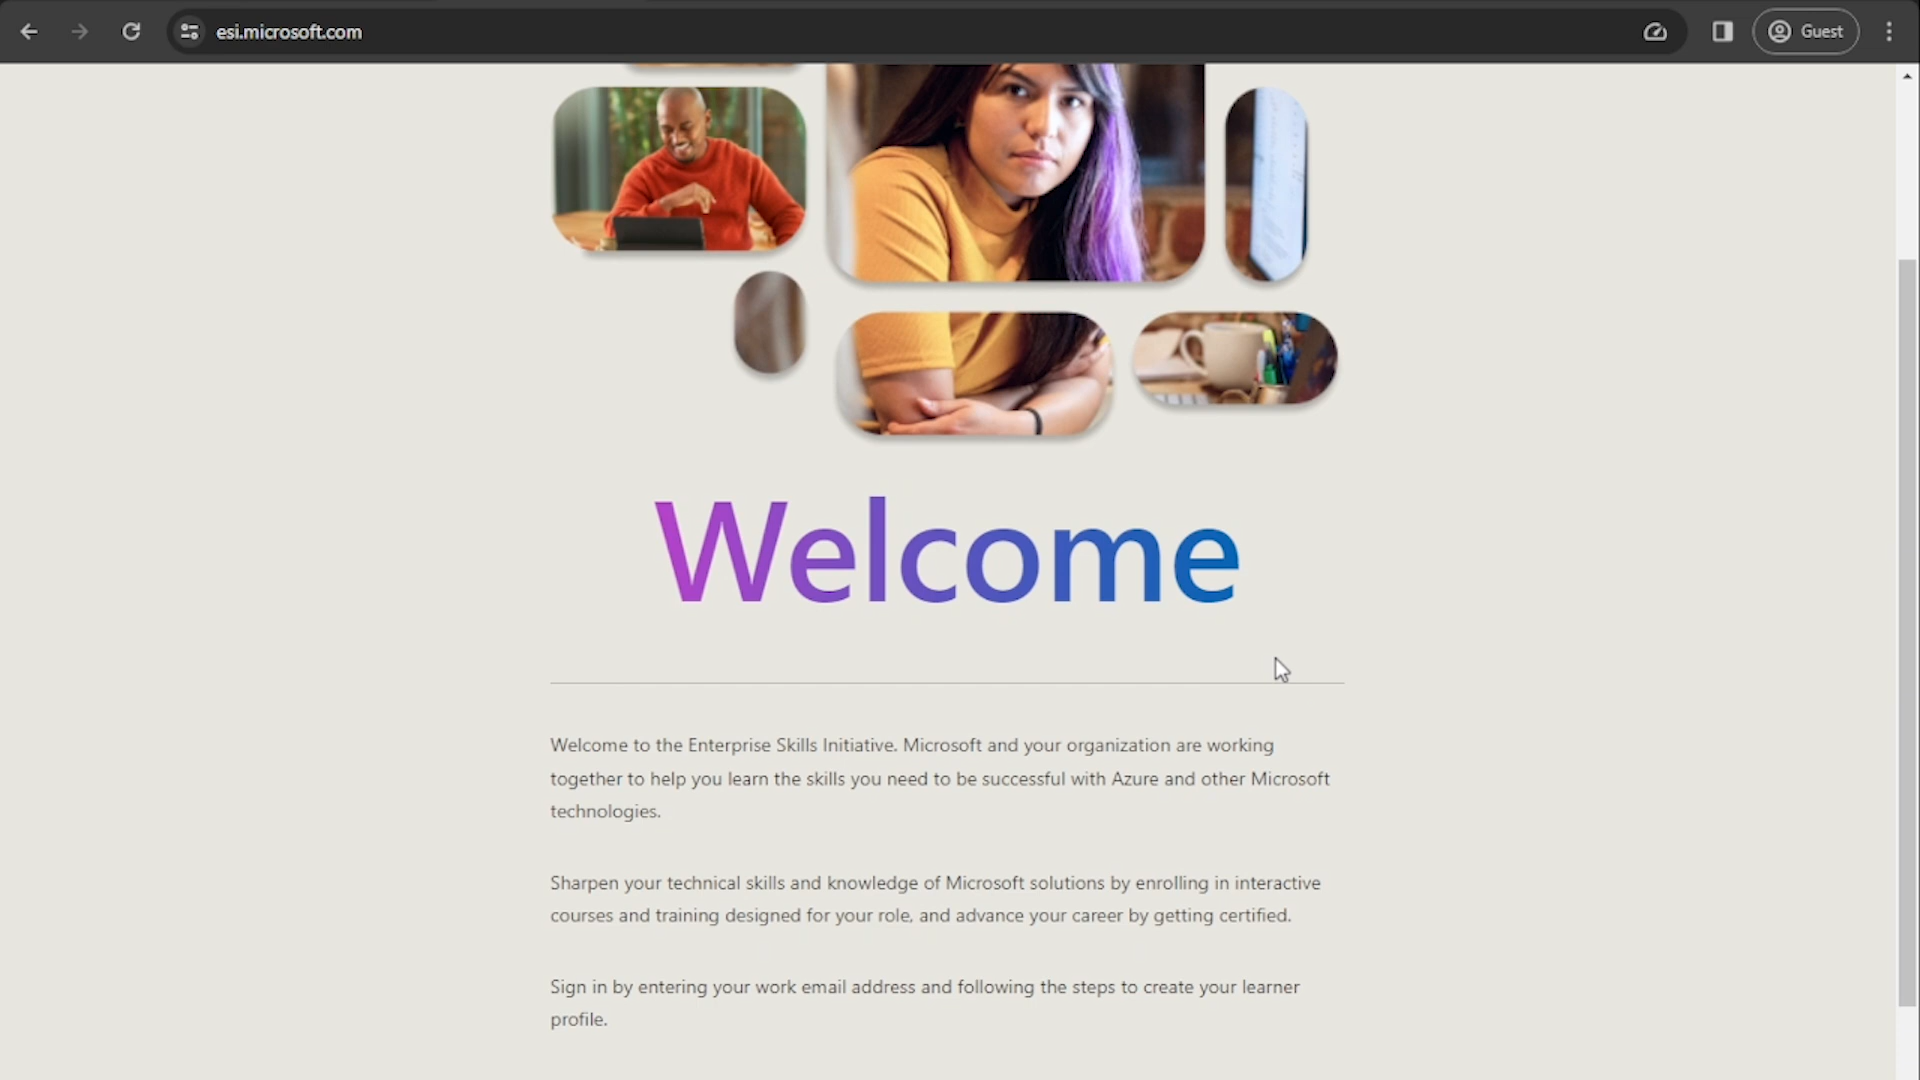 esi.microsoft.com
Guest
Welcome
Welcome to the Enterprise Skills Initiative. Microsoft and your organization are working
together to help you learn the skills you need to be successful with Azure and other Microsoft
technologies.
Sharpen your technical skills and knowledge of Microsoft solutions by enrolling in interactive
courses and training designed for your role, and advance your career by getting certified.
Sign in by entering your work email address and following the steps to create your learner
profile.